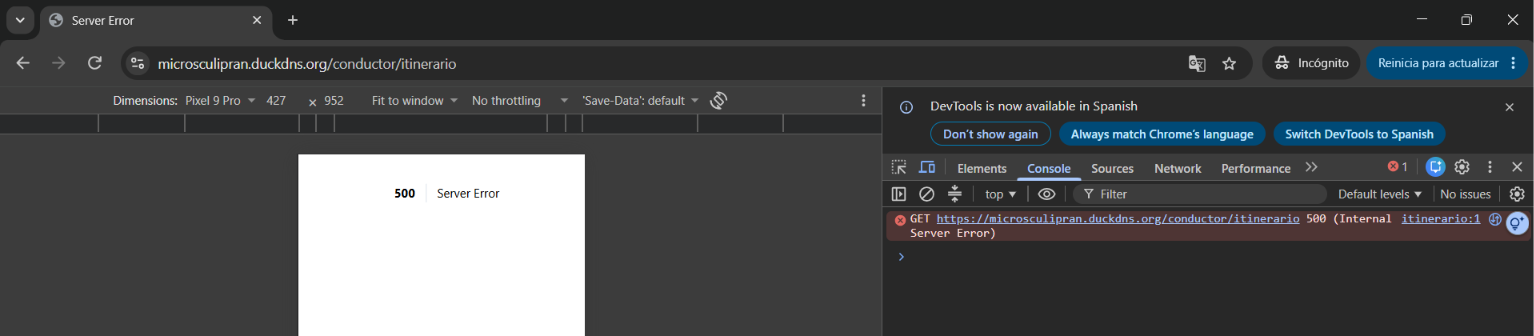 Server Error
microsculipran.duckdns.org/conductor/itinerario
Incógnito
Reinicia para actualizar
Dimensions: Pixel 9 Pro 427 × 952 Fit to window No throttling 'Save-Data': default
DevTools is now available in Spanish
Don't show again Always match Chrome's language Switch DevTools to Spanish
Elements Console Sources Network Performance 1
top Filter Default levels No issues
500 Server Error
GET https://microsculipran.duckdns.org/conductor/itinerario 500 (Internal itinerario:1
Server Error)